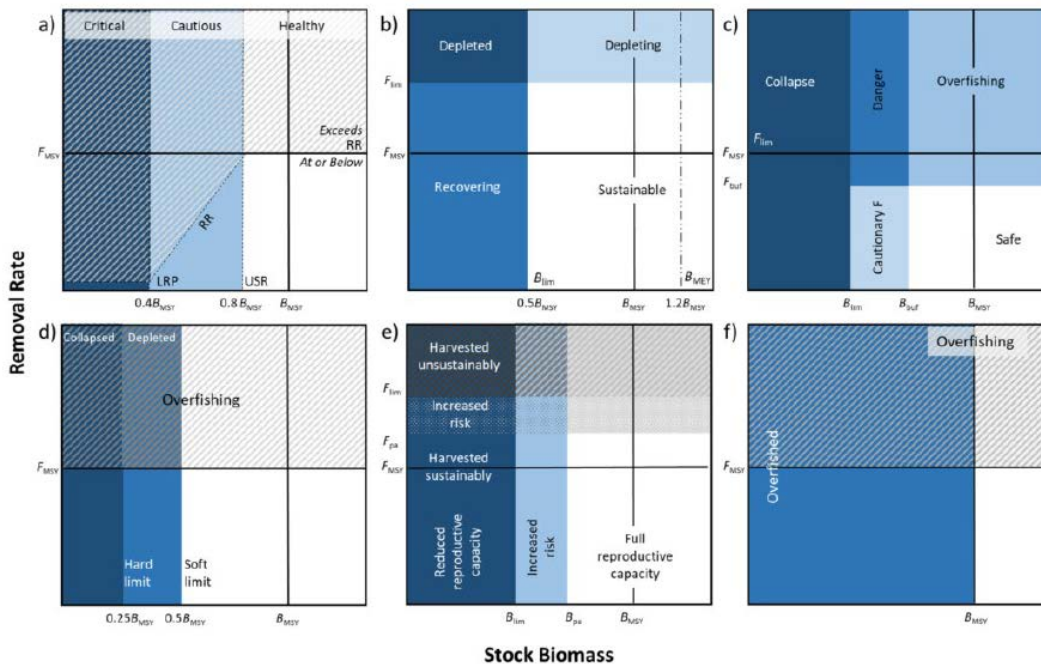 a)
Critical
Cautious
Healthy
Exceeds
RR
At or Below
RR
LRP
USR
F_MSY
0.4B_MSY
0.8B_MSY
B_MSY
b)
Depleted
Depleting
F_lim
F_MSY
Recovering
Sustainable
B_lim
B_MEY
0.5B_MSY
B_MSY
1.2B_MSY
c)
Collapse
Danger
Overfishing
F_lim
F_MSY
F_buf
Cautionary F
Safe
B_lim
B_buf
B_MSY
Removal Rate
d)
Collapsed
Depleted
Overfishing
F_MSY
Hard
limit
Soft
limit
0.25B_MSY
0.5B_MSY
B_MSY
e)
Harvested
unsustainably
F_lim
Increased
risk
F_pa
Harvested
sustainably
F_MSY
Reduced
reproductive
capacity
Increased
risk
Full
reproductive
capacity
B_lim
B_pa
B_MSY
f)
Overfishing
F_MSY
Overfished
B_MSY
Stock Biomass